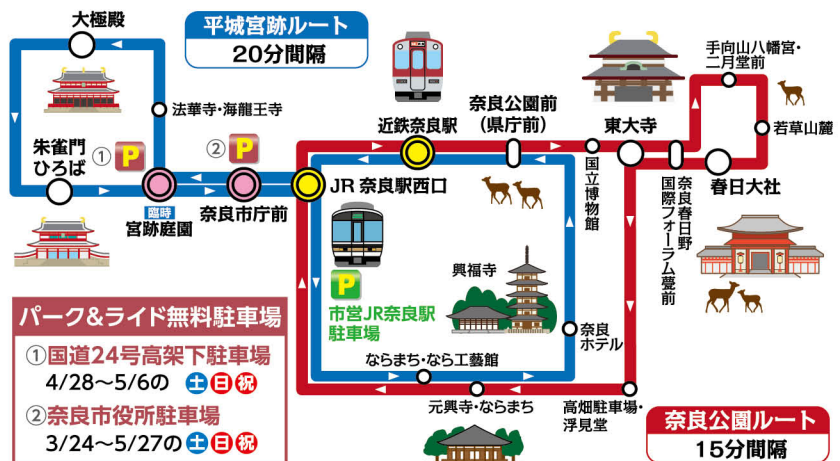 平城宮跡ルート
20分間隔
大極殿
法華寺・海龍王寺
朱雀門
ひろば
① P
② P
臨時
宮跡庭園
奈良市庁前
JR 奈良駅西口
近鉄奈良駅
奈良公園前
(県庁前)
国立博物館
東大寺
手向山八幡宮・
二月堂前
若草山麓
春日大社
奈良春日野
国際フォーラム甍前
P
市営JR奈良駅
駐車場
興福寺
奈良
ホテル
ならまち・なら工藝館
元興寺・ならまち
高畑駐車場・
浮見堂
パーク&ライド無料駐車場
①国道24号高架下駐車場
4/28〜5/6の 土 日 祝
②奈良市役所駐車場
3/24〜5/27の 土 日 祝
奈良公園ルート
15分間隔